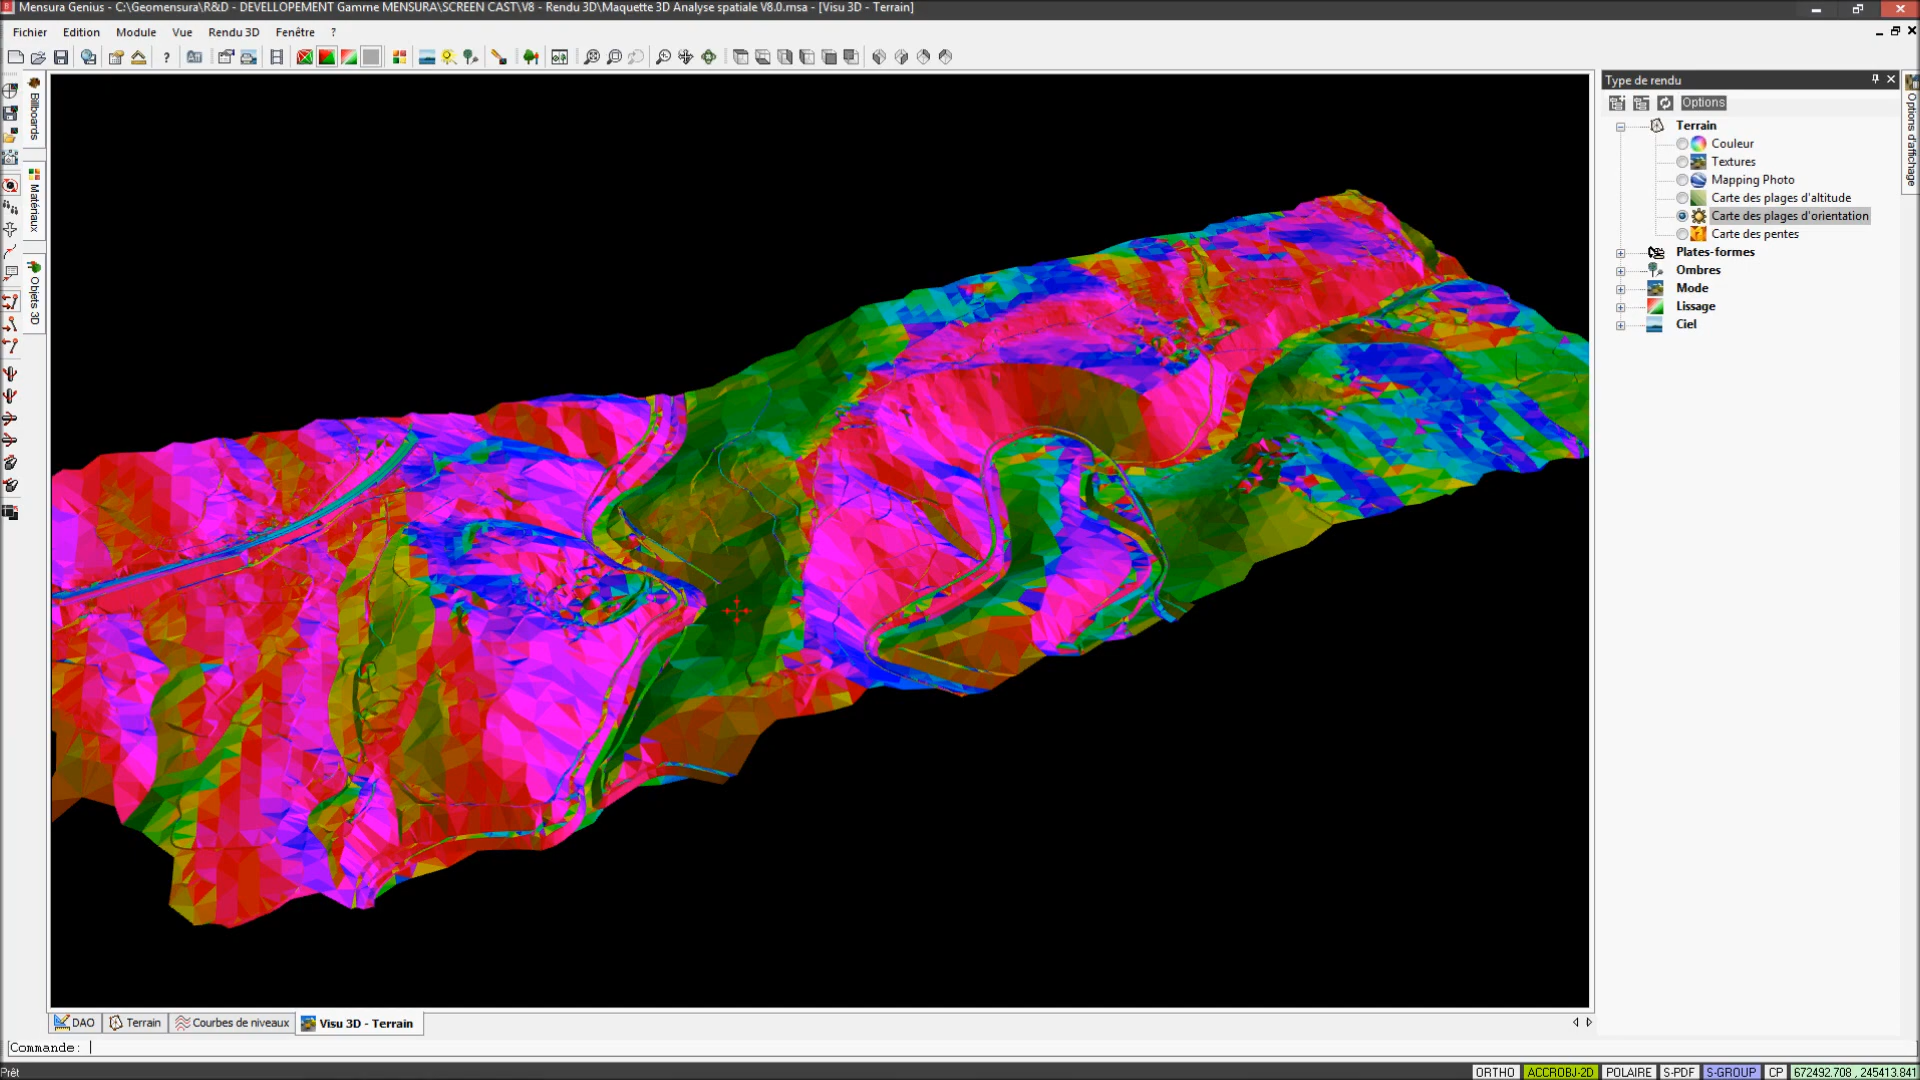 Mensura Genius - C:\Geomensura\R&D - DEVELLOPEMENT Gamme MENSURA\SCREEN CAST\V8 - Rendu 3D\Maquette 3D Analyse spatiale V8.0.msa - [Visu 3D - Terrain]
Fichier Edition Module Vue Rendu 3D Fenêtre ?
Billboards
Matériaux
Objets 3D
Type de rendu
Options
Terrain
Couleur
Textures
Mapping Photo
Carte des plages d'altitude
Carte des plages d'orientation
Carte des pentes
Plates-formes
Ombres
Mode
Lissage
Ciel
Options d'affichage
DAO Terrain Courbes de niveaux Visu 3D - Terrain
Commande:
Prêt
ORTHO ACCROBJ-2D POLAIRE S-PDF S-GROUP CP 672492.708 , 245413.841